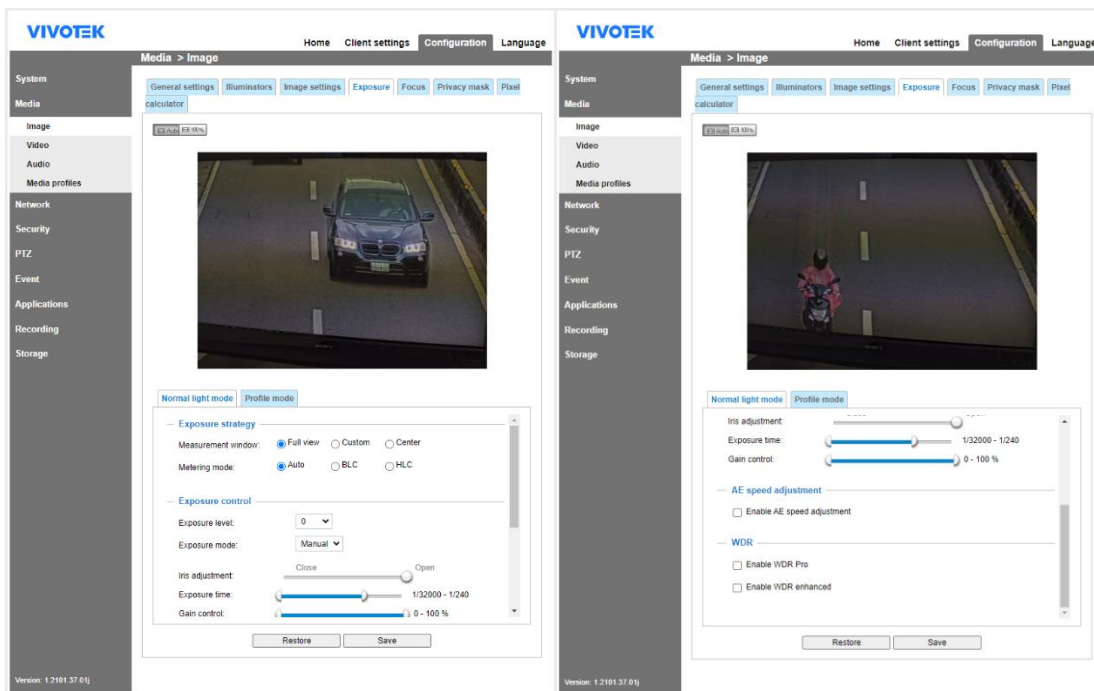 VIVOTEK
Home Client settings Configuration Language
Media > Image
System
Media
Image
Video
Audio
Media profiles
Network
Security
PTZ
Event
Applications
Recording
Storage
Version: 1.2101.37.01j
General settings Illuminators Image settings Exposure Focus Privacy mask Pixel
calculator
Auto 100%
Normal light mode Profile mode
Exposure strategy
Measurement window: Full view Custom Center
Metering mode: Auto BLC HLC
Exposure control
Exposure level: 0
Exposure mode: Manual
Close Open
Iris adjustment:
Exposure time: 1/32000 - 1/240
Gain control: 0 - 100 %
Restore Save
VIVOTEK
Home Client settings Configuration Language
Media > Image
System
Media
Image
Video
Audio
Media profiles
Network
Security
PTZ
Event
Applications
Recording
Storage
Version: 1.2101.37.01j
General settings Illuminators Image settings Exposure Focus Privacy mask Pixel
calculator
Auto 100%
Normal light mode Profile mode
Iris adjustment:
Exposure time: 1/32000 - 1/240
Gain control: 0 - 100 %
AE speed adjustment
Enable AE speed adjustment
WDR
Enable WDR Pro
Enable WDR enhanced
Restore Save